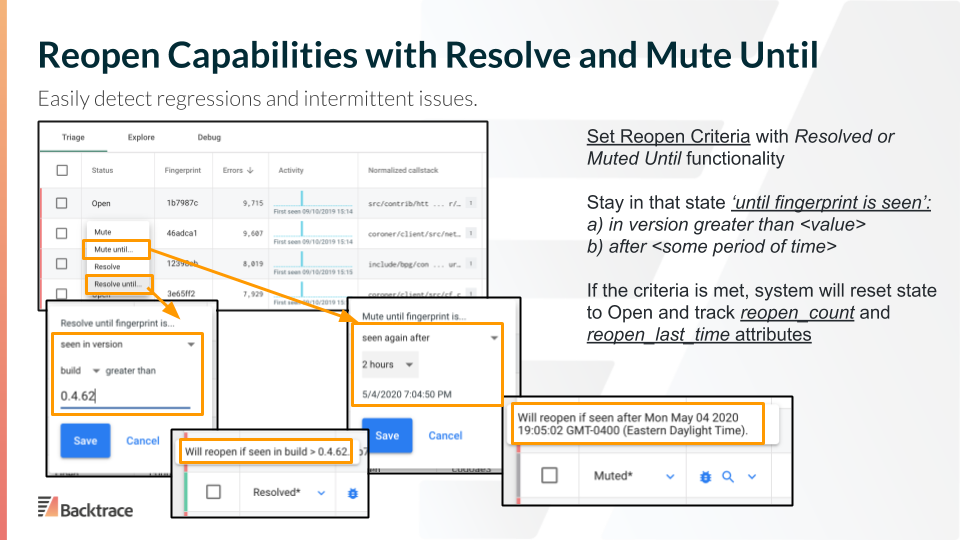 Reopen Capabilities with Resolve and Mute Until
Easily detect regressions and intermittent issues.
Triage Explore Debug
Status Fingerprint Errors ↓ Activity Normalized callstack
Open 1b7987c 9,715 src/contrib/htt ... r/...
First seen 09/10/2019 15:14
Mute 46adca1 9,607 coroner/client/src/net...
First seen 09/10/2019 15:14
Mute until...
Resolve 8,019 include/bpg/con ... ur...
First seen 09/10/2019 15:15
Resolve until...
Open 3e65ff2 7,929 coroner/client/src/cf c
Resolve until fingerprint is...
seen in version
build greater than
0.4.62
Save Cancel
Mute until fingerprint is...
seen again after
2 hours
5/4/2020 7:04:50 PM
Save Cancel
Will reopen if seen in build > 0.4.62.
Resolved*
Will reopen if seen after Mon May 04 2020
19:05:02 GMT-0400 (Eastern Daylight Time).
Muted*
Set Reopen Criteria with Resolved or
Muted Until functionality
Stay in that state ‘until fingerprint is seen’:
a) in version greater than <value>
b) after <some period of time>
If the criteria is met, system will reset state
to Open and track reopen_count and
reopen_last_time attributes
Backtrace